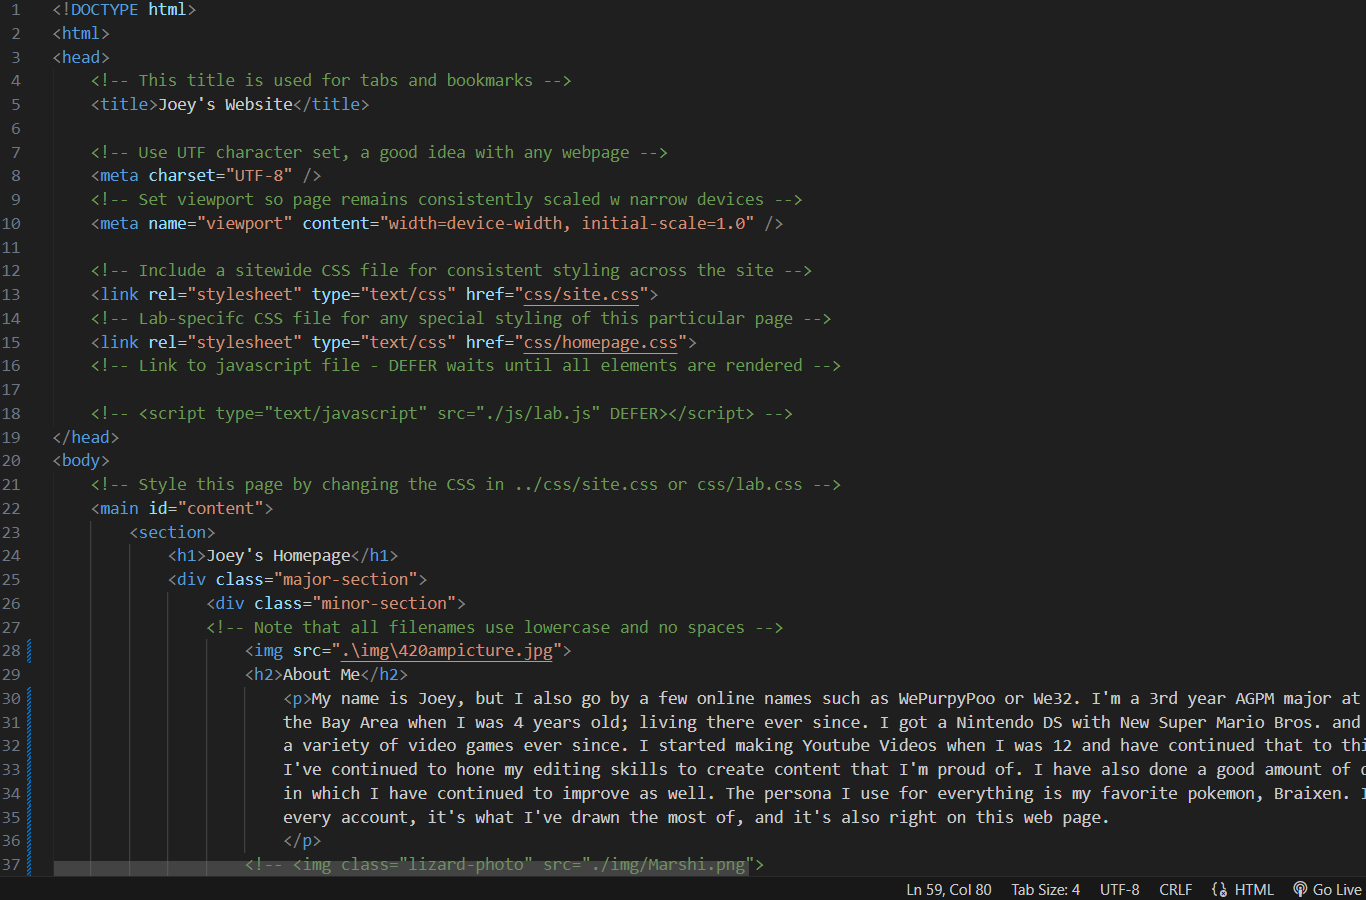 1 <!DOCTYPE html>
2 <html>
3 <head>
4 <!-- This title is used for tabs and bookmarks -->
5 <title>Joey's Website</title>
6
7 <!-- Use UTF character set, a good idea with any webpage -->
8 <meta charset="UTF-8" />
9 <!-- Set viewport so page remains consistently scaled w narrow devices -->
10 <meta name="viewport" content="width=device-width, initial-scale=1.0" />
11
12 <!-- Include a sitewide CSS file for consistent styling across the site -->
13 <link rel="stylesheet" type="text/css" href="css/site.css">
14 <!-- Lab-specifc CSS file for any special styling of this particular page -->
15 <link rel="stylesheet" type="text/css" href="css/homepage.css">
16 <!-- Link to javascript file - DEFER waits until all elements are rendered -->
17
18 <!-- <script type="text/javascript" src="./js/lab.js" DEFER></script> -->
19 </head>
20 <body>
21 <!-- Style this page by changing the CSS in ../css/site.css or css/lab.css -->
22 <main id="content">
23 <section>
24 <h1>Joey's Homepage</h1>
25 <div class="major-section">
26 <div class="minor-section">
27 <!-- Note that all filenames use lowercase and no spaces -->
28 <img src=".\img\420ampicture.jpg">
29 <h2>About Me</h2>
30 <p>My name is Joey, but I also go by a few online names such as WePurpyPoo or We32. I'm a 3rd year AGPM major at
31 the Bay Area when I was 4 years old; living there ever since. I got a Nintendo DS with New Super Mario Bros. and
32 a variety of video games ever since. I started making Youtube Videos when I was 12 and have continued that to
33 I've continued to hone my editing skills to create content that I'm proud of. I have also done a good amount of
34 in which I have continued to improve as well. The persona I use for everything is my favorite pokemon, Braixen.
35 every account, it's what I've drawn the most of, and it's also right on this web page.
36 </p>
37 <!-- <img class="lizard-photo" src="./img/Marshi.png">
Ln 59, Col 80 Tab Size: 4 UTF-8 CRLF HTML Go Live